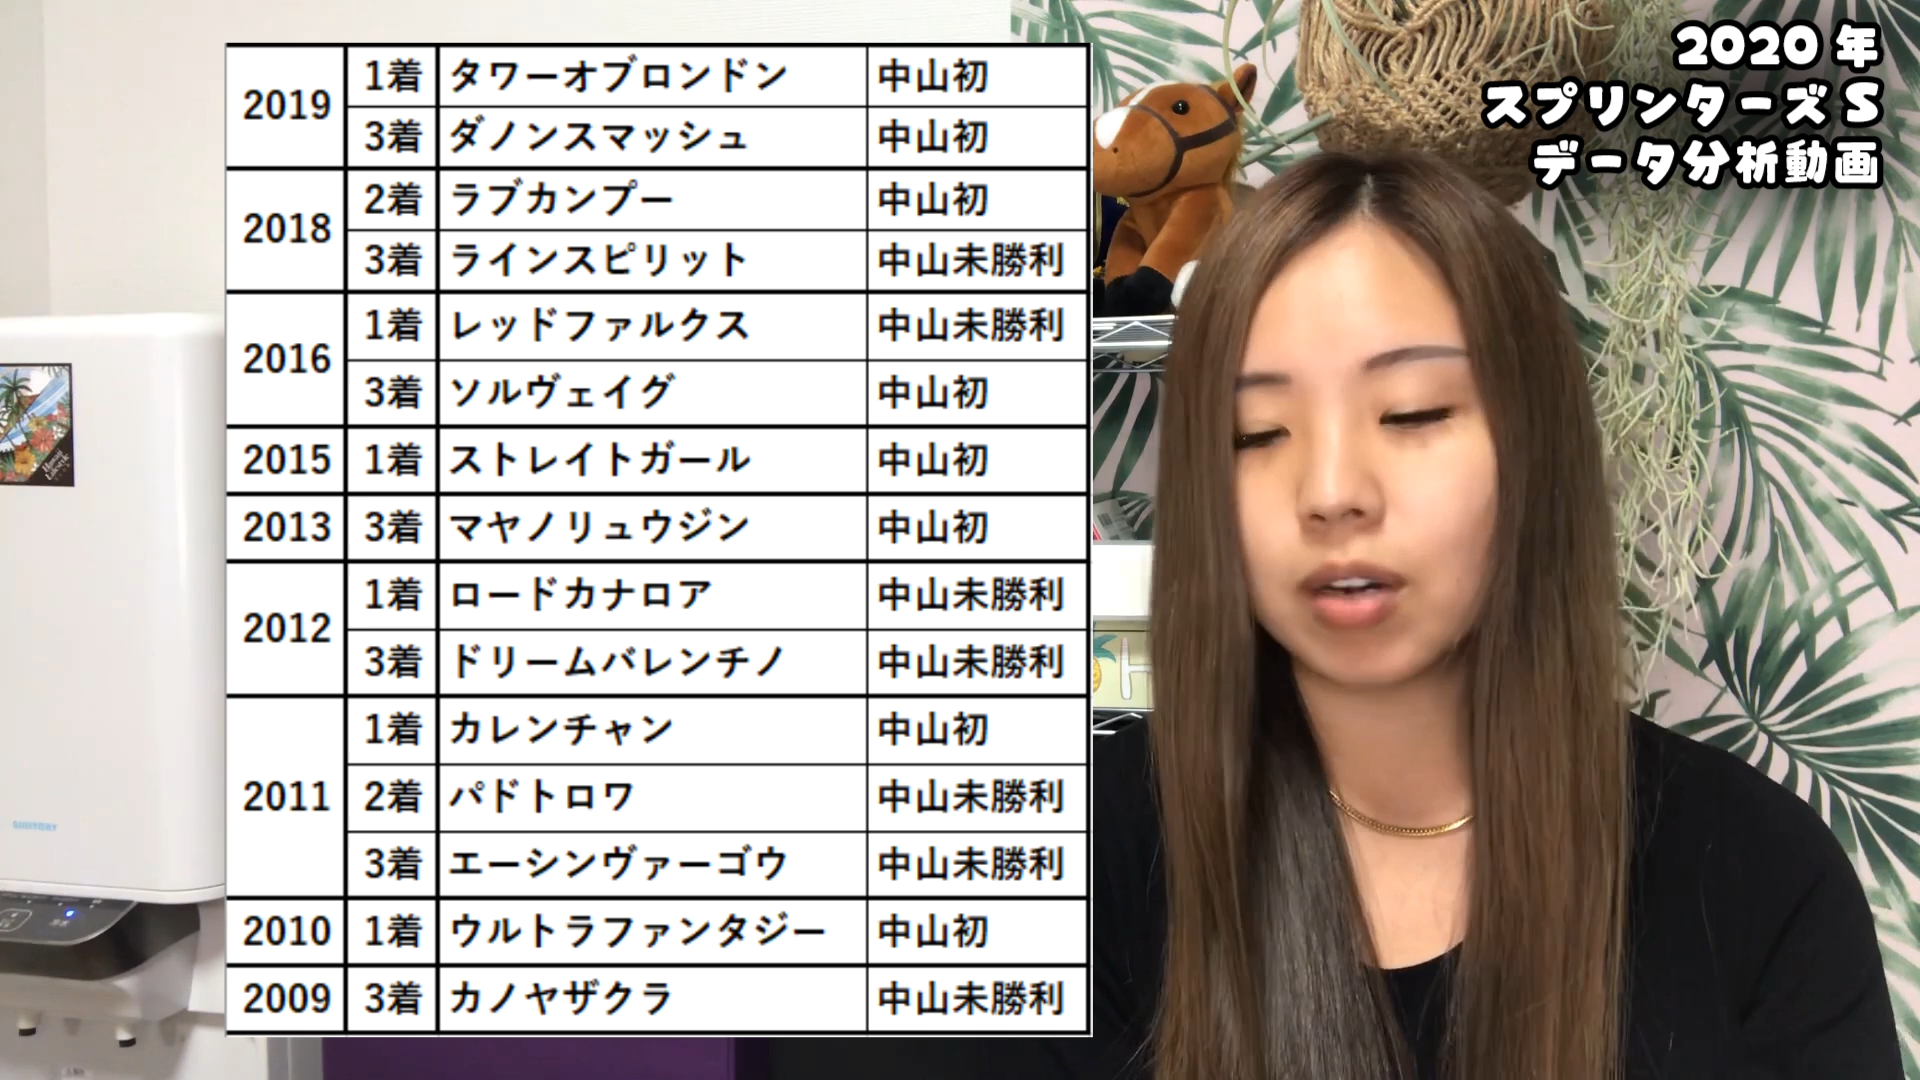 2020年
スプリンターズS
データ分析動画
2019 1着 タワーオブロンドン 中山初
3着 ダノンスマッシュ 中山初
2018 2着 ラブカンプー 中山初
3着 ラインスピリット 中山未勝利
2016 1着 レッドファルクス 中山未勝利
3着 ソルヴェイグ 中山初
2015 1着 ストレイトガール 中山初
2013 3着 マヤノリュウジン 中山初
2012 1着 ロードカナロア 中山未勝利
3着 ドリームバレンチノ 中山未勝利
2011 1着 カレンチャン 中山初
2着 パドトロワ 中山未勝利
3着 エーシンヴァーゴウ 中山未勝利
2010 1着 ウルトラファンタジー 中山初
2009 3着 カノヤザクラ 中山未勝利
SUNTORY